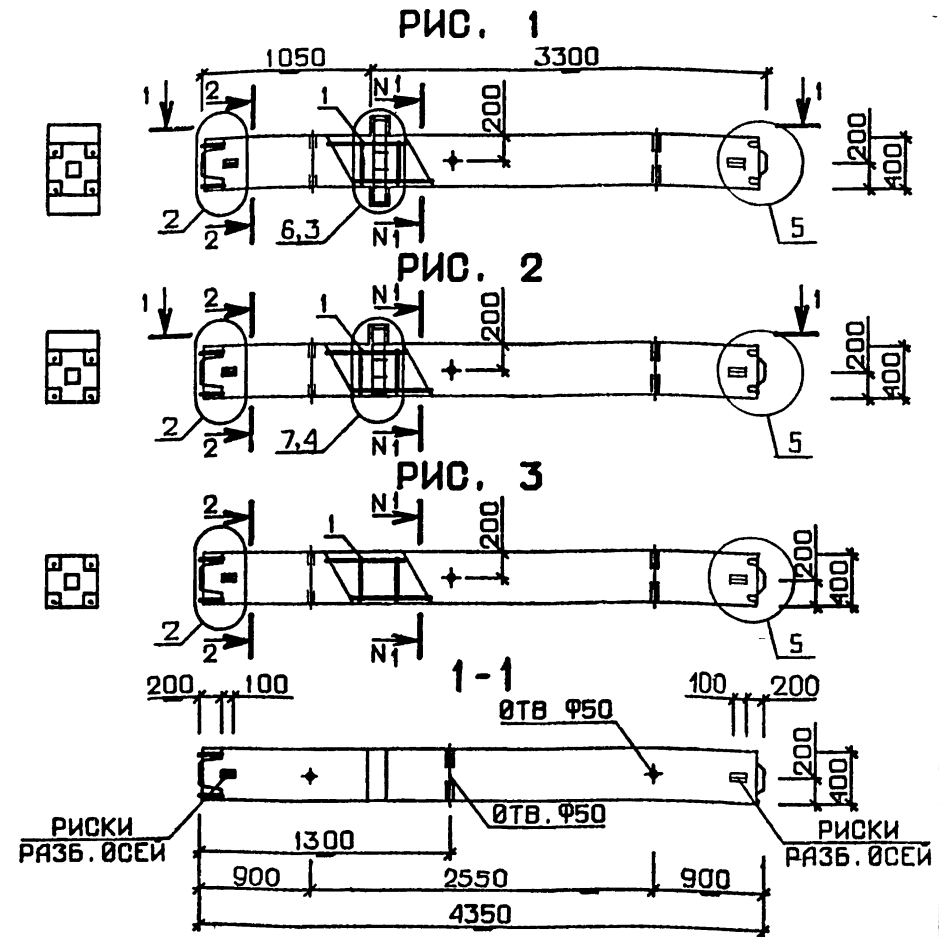 РИС. 1
1050 3300
1 2 N1 1 200 1
200
400
2 2 6,3 N1 5
РИС. 2
1 2 N1 1 200 1
200
400
2 2 7,4 N1 5
РИС. 3
2 N1 1 200
200
400
2 2 N1 5
1-1
200 100 ОТВ Φ50 100 200
200
400
РИСКИ
РАЗБ. ОСЕЙ
ОТВ. Φ50
РИСКИ
РАЗБ. ОСЕЙ
1300
900 2550 900
4350